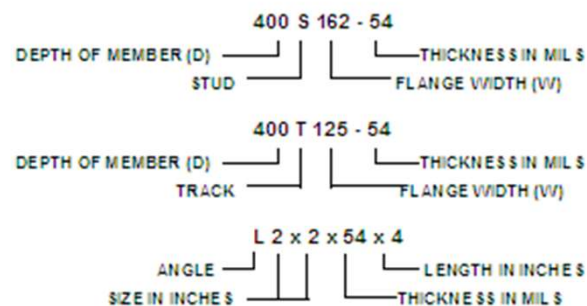 400 S 162 - 54
DEPTH OF MEMBER (D) THICKNESS IN MILS
STUD FLANGE WIDTH (W)
400 T 125 - 54
DEPTH OF MEMBER (D) THICKNESS IN MILS
TRACK FLANGE WIDTH (W)
L 2 x 2 x 54 x 4
ANGLE LENGTH IN INCHES
SIZE IN INCHES THICKNESS IN MILS